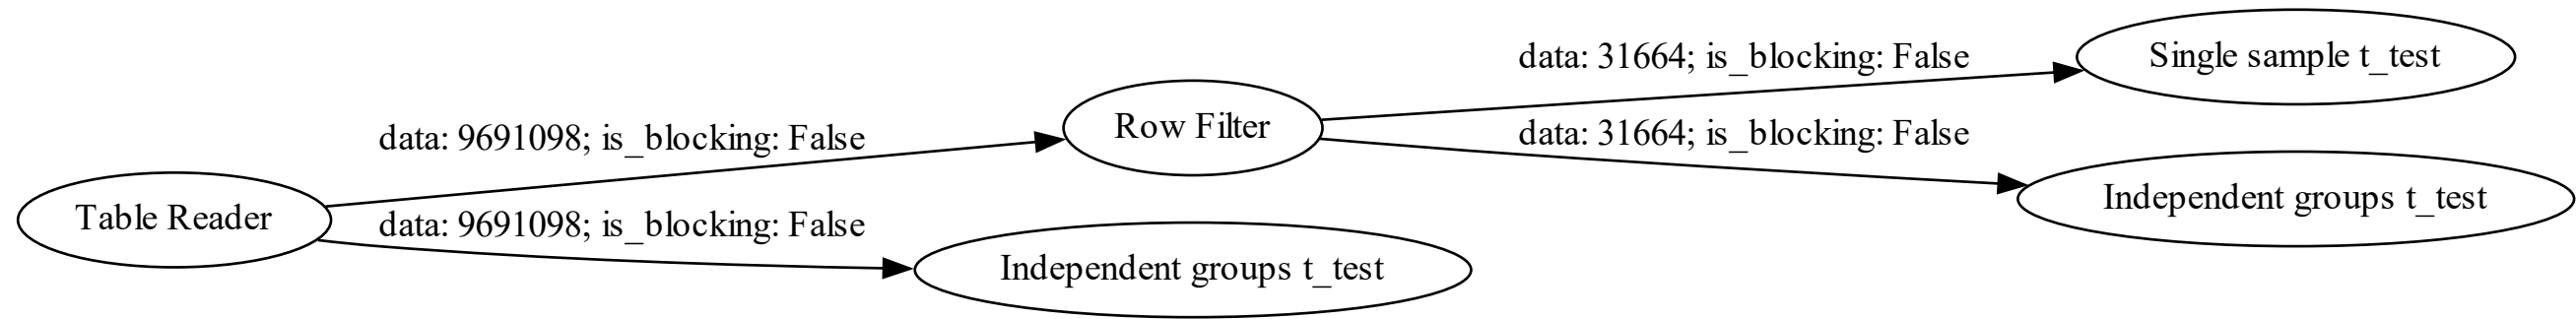 Table Reader
data: 9691098; is_blocking: False
data: 9691098; is_blocking: False
Row Filter
Independent groups t_test
data: 31664; is_blocking: False
data: 31664; is_blocking: False
Single sample t_test
Independent groups t_test